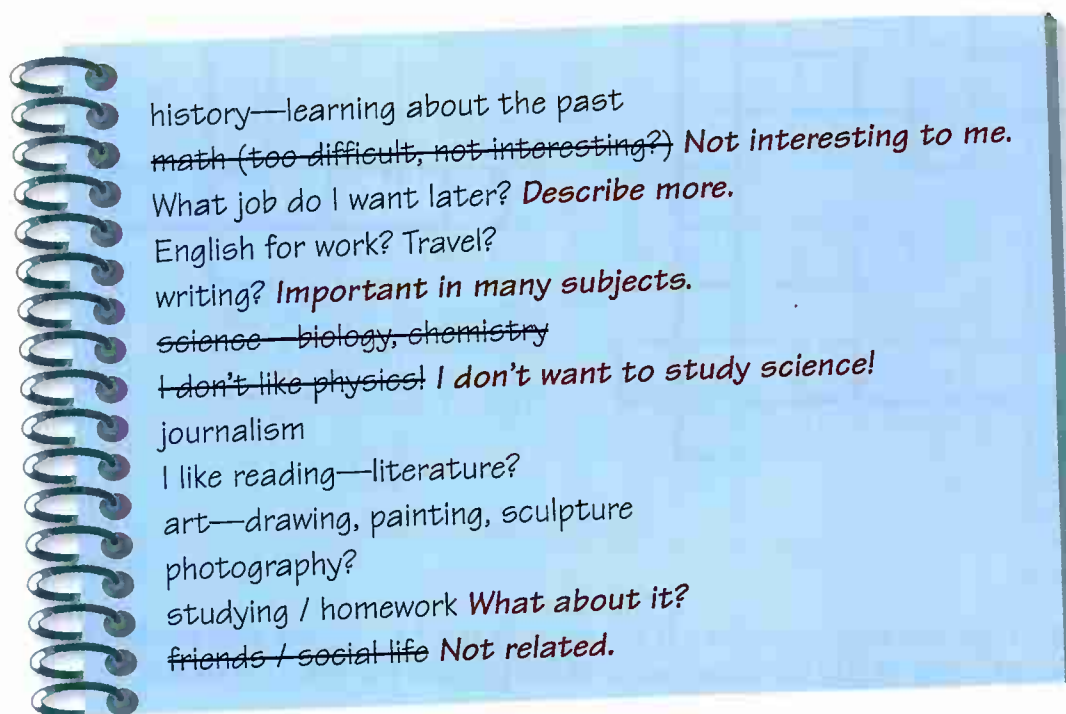 history—learning about the past
math (too difficult, not interesting?) Not interesting to me.
What job do I want later? Describe more.
English for work? Travel?
writing? Important in many subjects.
science—biology, chemistry
I don't like physics! I don't want to study science!
journalism
I like reading—literature?
art—drawing, painting, sculpture
photography?
studying / homework What about it?
friends / social life Not related.